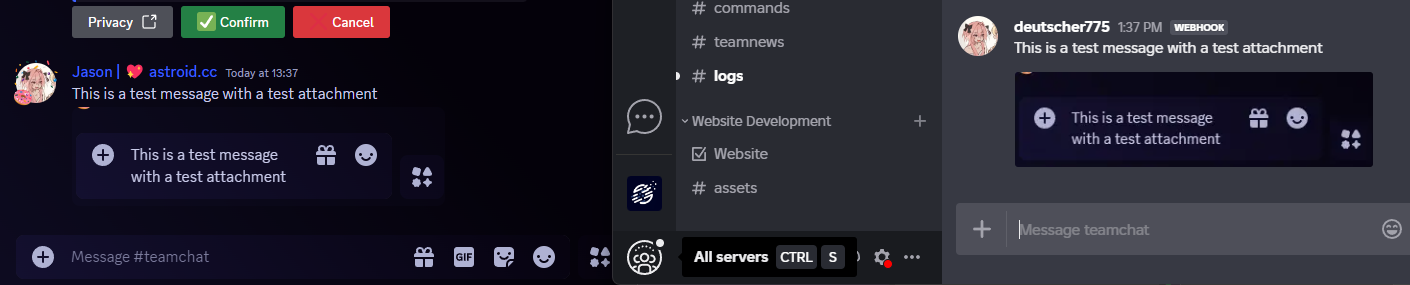 Privacy
Confirm
Cancel
Jason | astroid.cc Today at 13:37
This is a test message with a test attachment
This is a test message
with a test attachment
Message #teamchat
GIF
commands
teamnews
logs
Website Development
Website
assets
All servers CTRL S
deutscher775 1:37 PM WEBHOOK
This is a test message with a test attachment
This is a test message
with a test attachment
Message teamchat